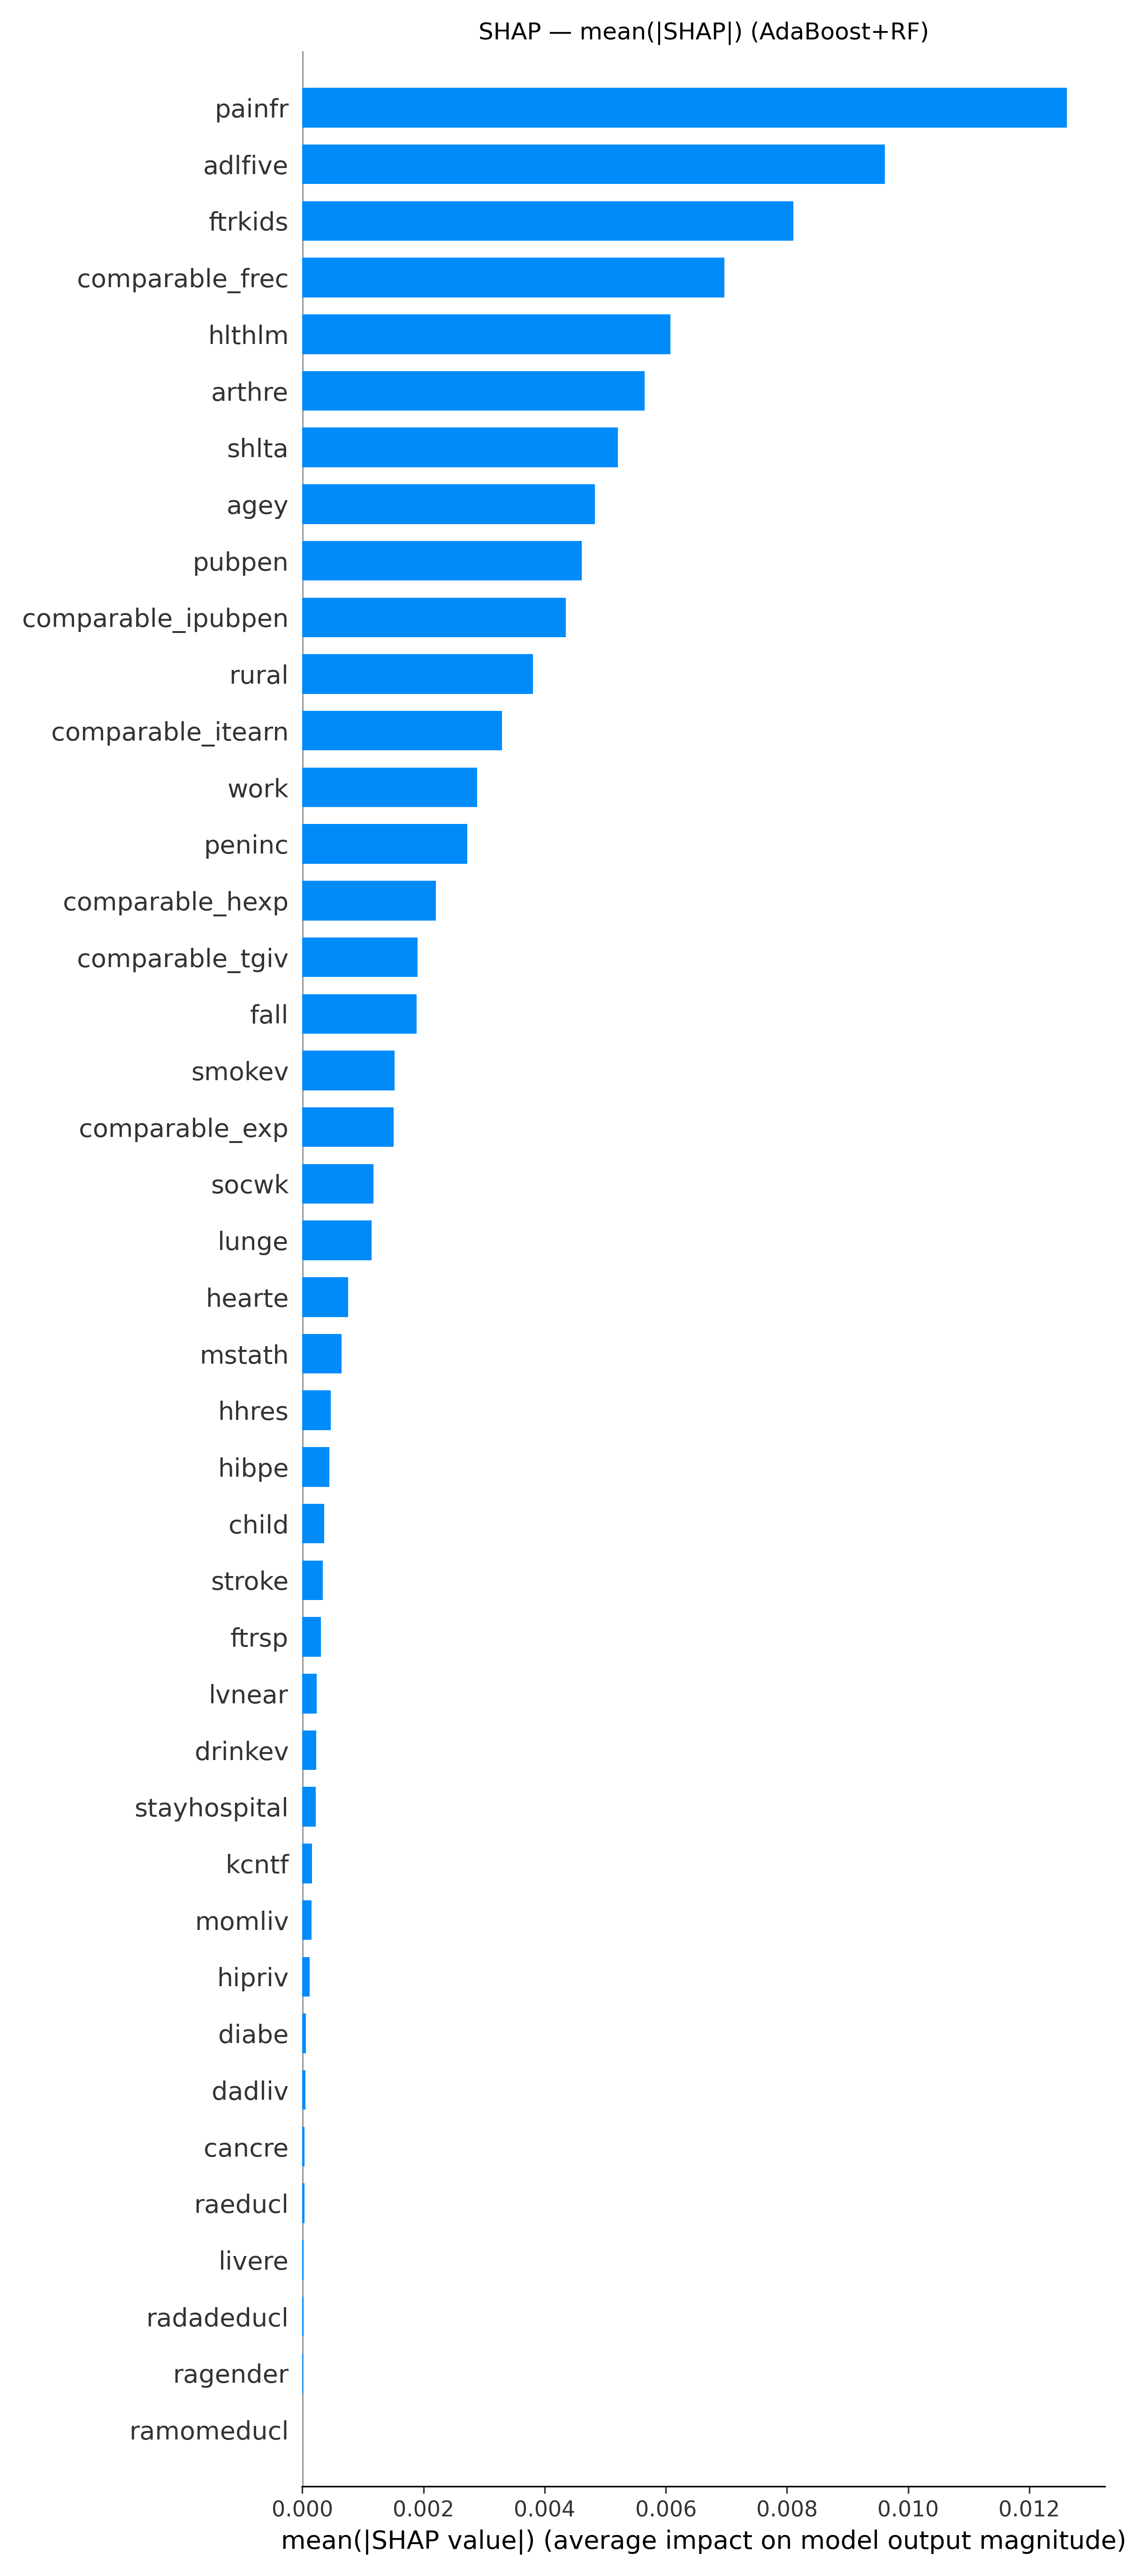 SHAP — mean(|SHAP|) (AdaBoost+RF)
painfr
adlfive
ftrkids
comparable_frec
hlthlm
arthre
shlta
agey
pubpen
comparable_ipubpen
rural
comparable_itearn
work
peninc
comparable_hexp
comparable_tgiv
fall
smokev
comparable_exp
socwk
lunge
hearte
mstath
hhres
hibpe
child
stroke
ftrsp
lvnear
drinkev
stayhospital
kcntf
momliv
hipriv
diabe
dadliv
cancre
raeducl
livere
radadeducl
ragender
ramomeducl
0.000 0.002 0.004 0.006 0.008 0.010 0.012
mean(|SHAP value|) (average impact on model output magnitude)